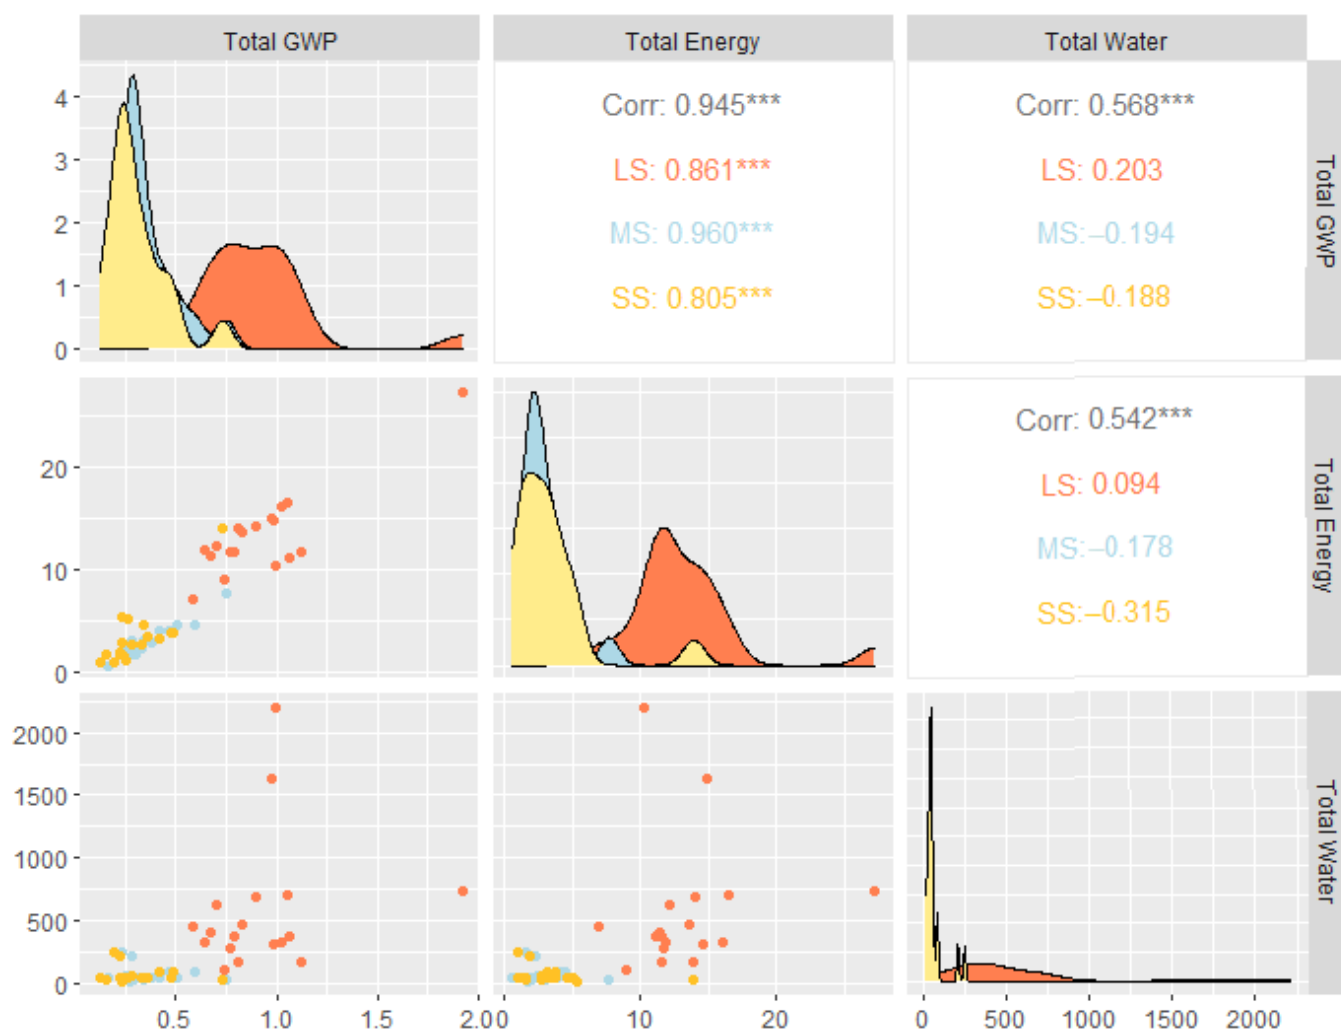 Total GWP
Total Energy
Total Water
4
3
2
1
0
Corr: 0.945***
LS: 0.861***
MS: 0.960***
SS: 0.805***
Corr: 0.568***
LS: 0.203
MS:–0.194
SS:–0.188
Total GWP
20
10
0
Corr: 0.542***
LS: 0.094
MS:–0.178
SS:–0.315
Total Energy
2000
1500
1000
500
0
Total Water
0.5
1.0
1.5
2.0
0
10
20
0
500
1000
1500
2000